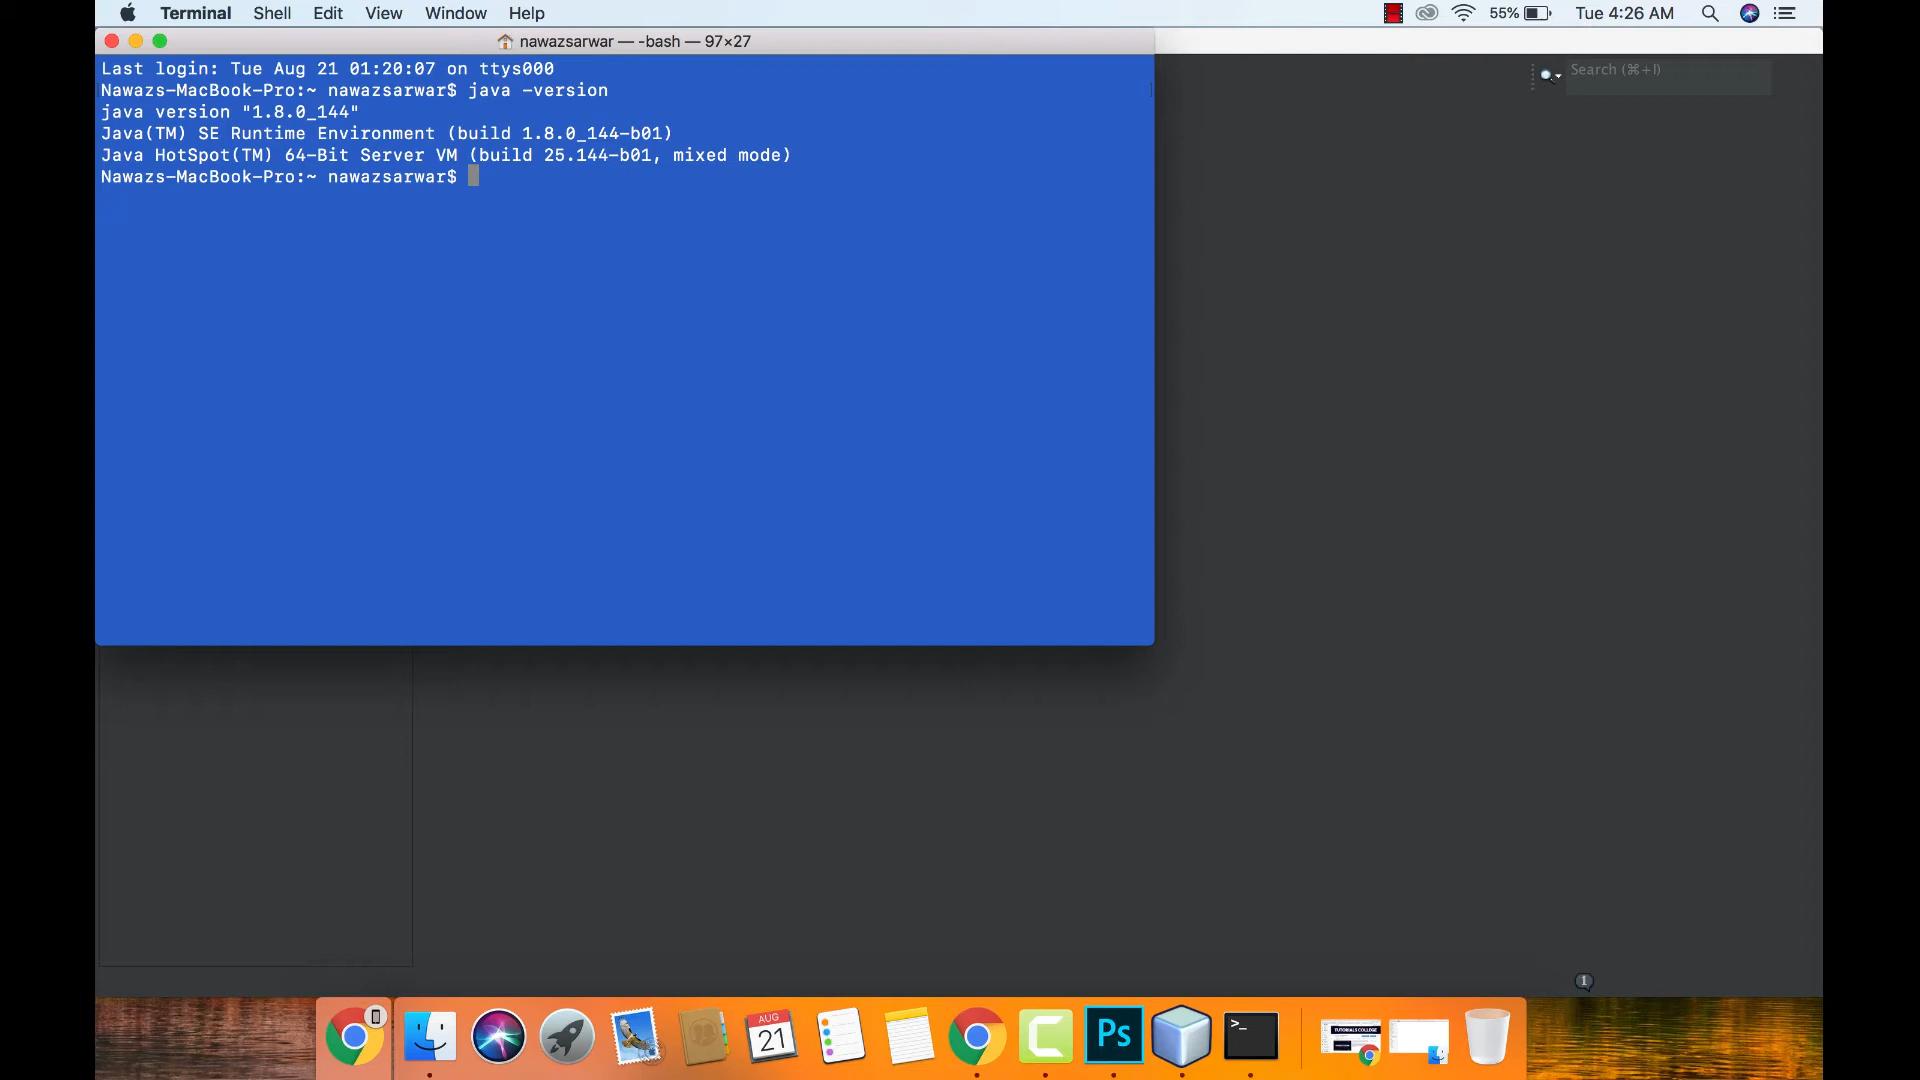 Terminal Shell Edit View Window Help 55% Tue 4:26 AM
nawazsarwar — -bash — 97×27
Last login: Tue Aug 21 01:20:07 on ttys000
Nawazs-MacBook-Pro:~ nawazsarwar$ java -version
java version "1.8.0_144"
Java(TM) SE Runtime Environment (build 1.8.0_144-b01)
Java HotSpot(TM) 64-Bit Server VM (build 25.144-b01, mixed mode)
Nawazs-MacBook-Pro:~ nawazsarwar$
Search (⌘+I)
1
AUG
21
Ps
>_
TUTORIALS COLLEGE